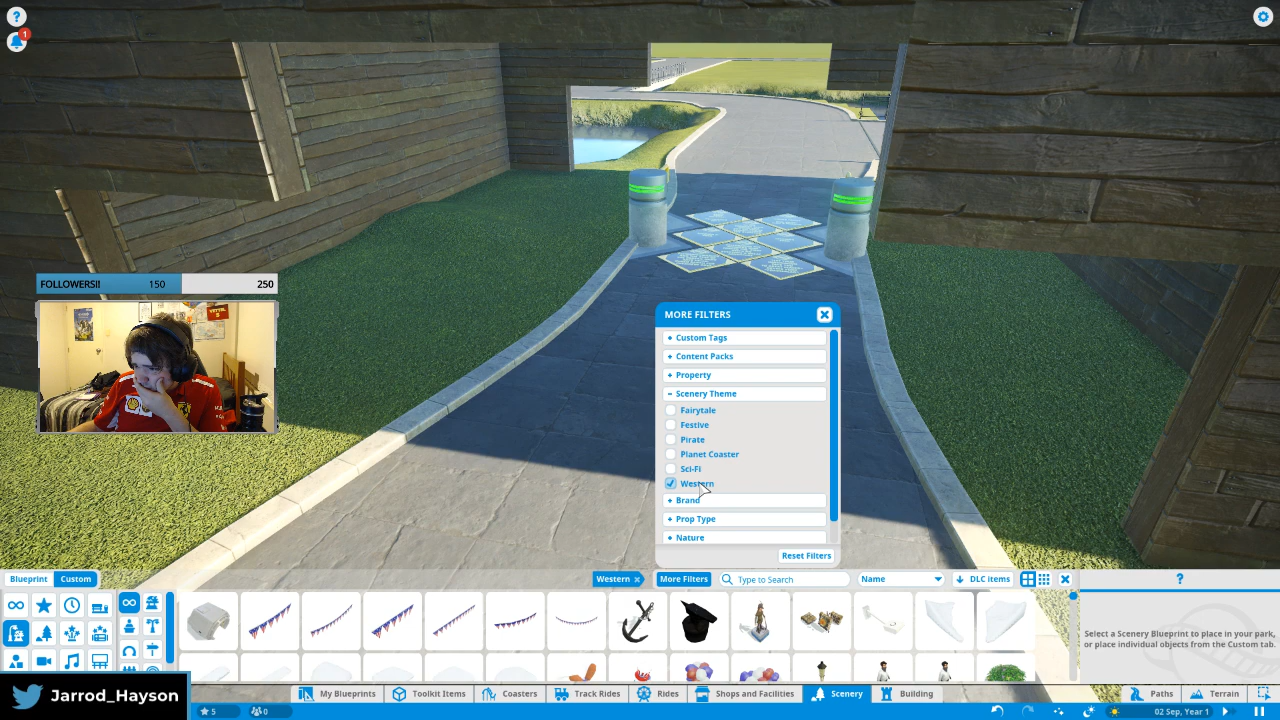 ?
1
FOLLOWERS!! 150 250
MORE FILTERS
+ Custom Tags
+ Content Packs
+ Property
- Scenery Theme
Fairytale
Festive
Pirate
Planet Coaster
Sci-Fi
Western
+ Brand
+ Prop Type
+ Nature
Reset Filters
Blueprint Custom Western × More Filters Type to Search Name DLC items ?
Select a Scenery Blueprint to place in your park,
or place individual objects from the Custom tab.
Jarrod_Hayson
My Blueprints Toolkit Items Coasters Track Rides Rides Shops and Facilities Scenery Building Paths Terrain
5 0 02 Sep, Year 1